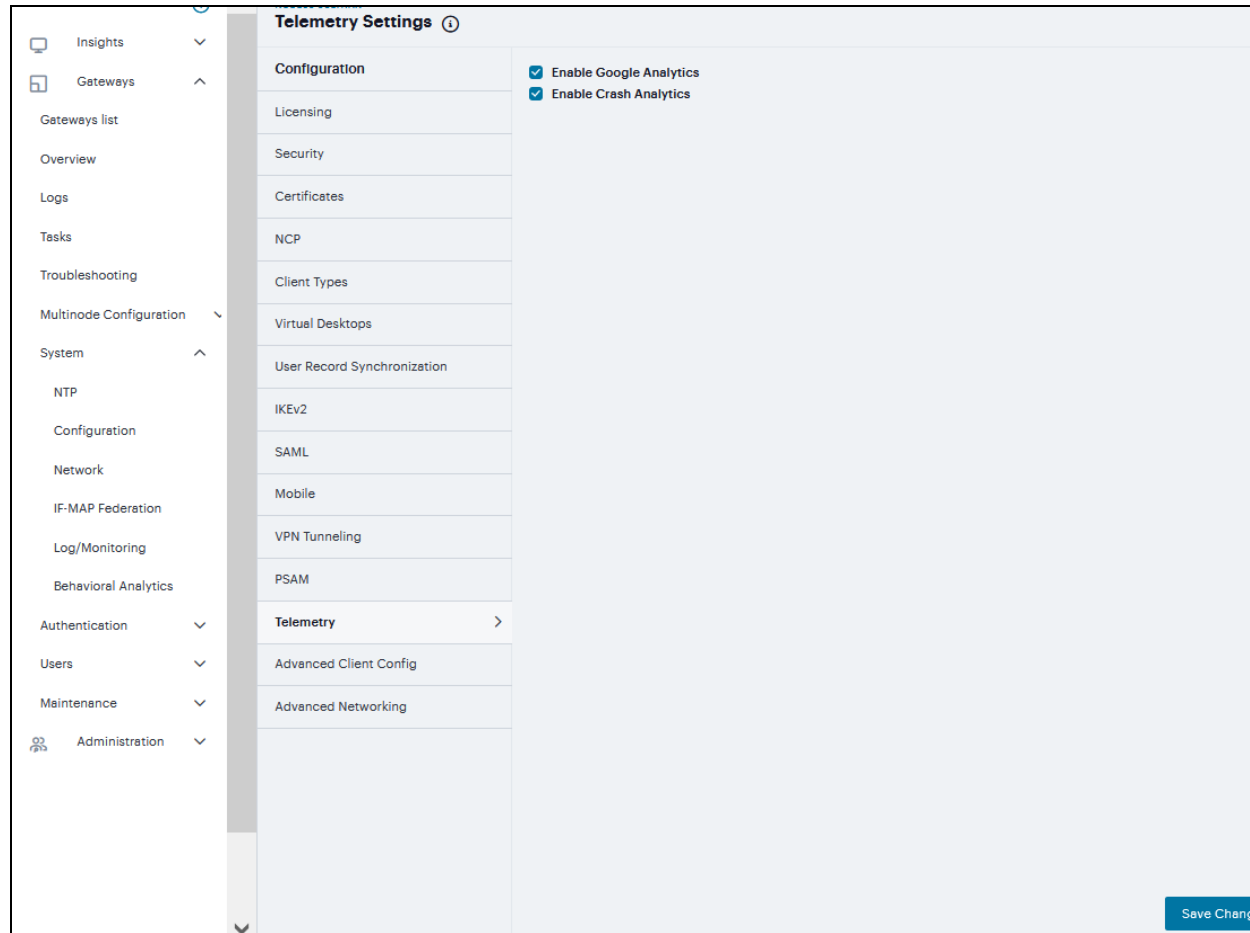 Telemetry Settings
Insights
Gateways
Gateways list
Overview
Logs
Tasks
Troubleshooting
Multinode Configuration
System
NTP
Configuration
Network
IF-MAP Federation
Log/Monitoring
Behavioral Analytics
Authentication
Users
Maintenance
Administration
Configuration
Licensing
Security
Certificates
NCP
Client Types
Virtual Desktops
User Record Synchronization
IKEv2
SAML
Mobile
VPN Tunneling
PSAM
Telemetry
Advanced Client Config
Advanced Networking
Enable Google Analytics
Enable Crash Analytics
Save Chang